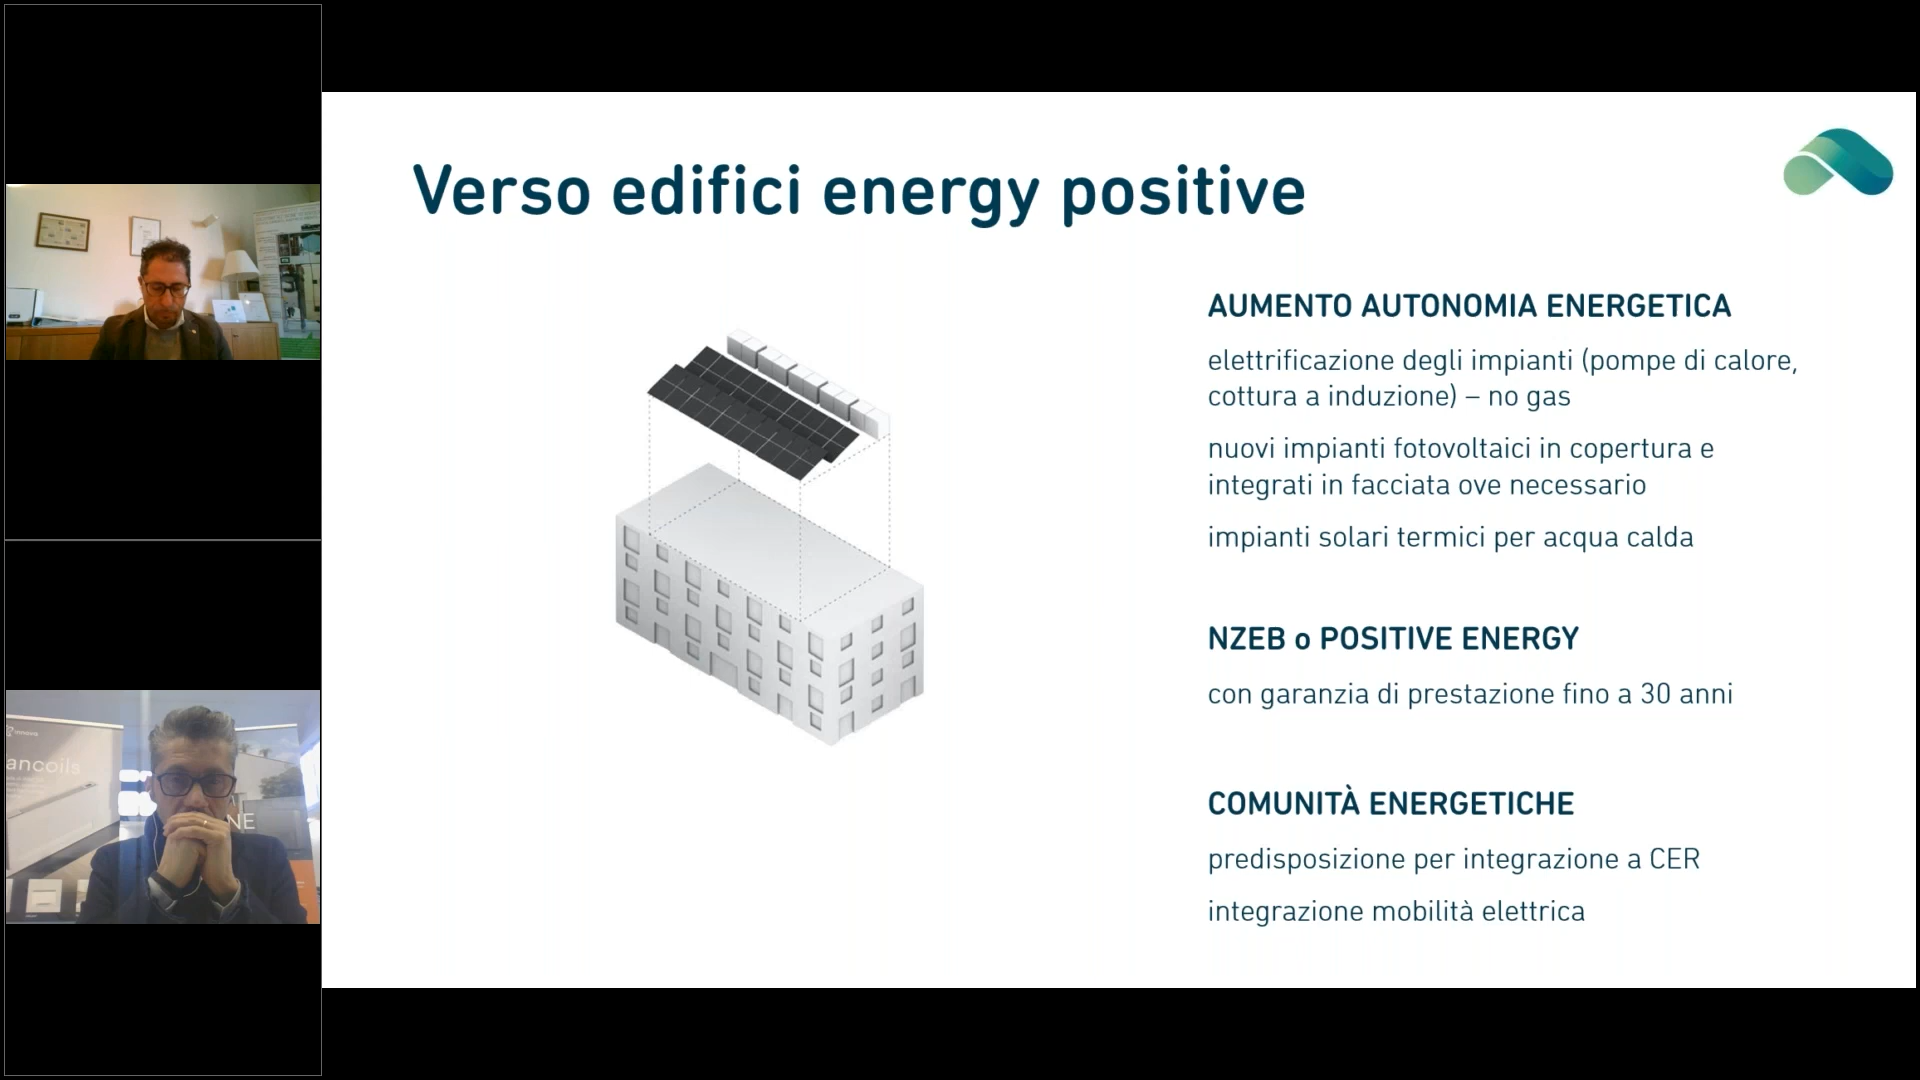 Verso edifici energy positive
AUMENTO AUTONOMIA ENERGETICA
elettrificazione degli impianti (pompe di calore,
cottura a induzione) – no gas
nuovi impianti fotovoltaici in copertura e
integrati in facciata ove necessario
impianti solari termici per acqua calda
NZEB o POSITIVE ENERGY
con garanzia di prestazione fino a 30 anni
COMUNITÀ ENERGETICHE
predisposizione per integrazione a CER
integrazione mobilità elettrica
innova
ancoils
NE